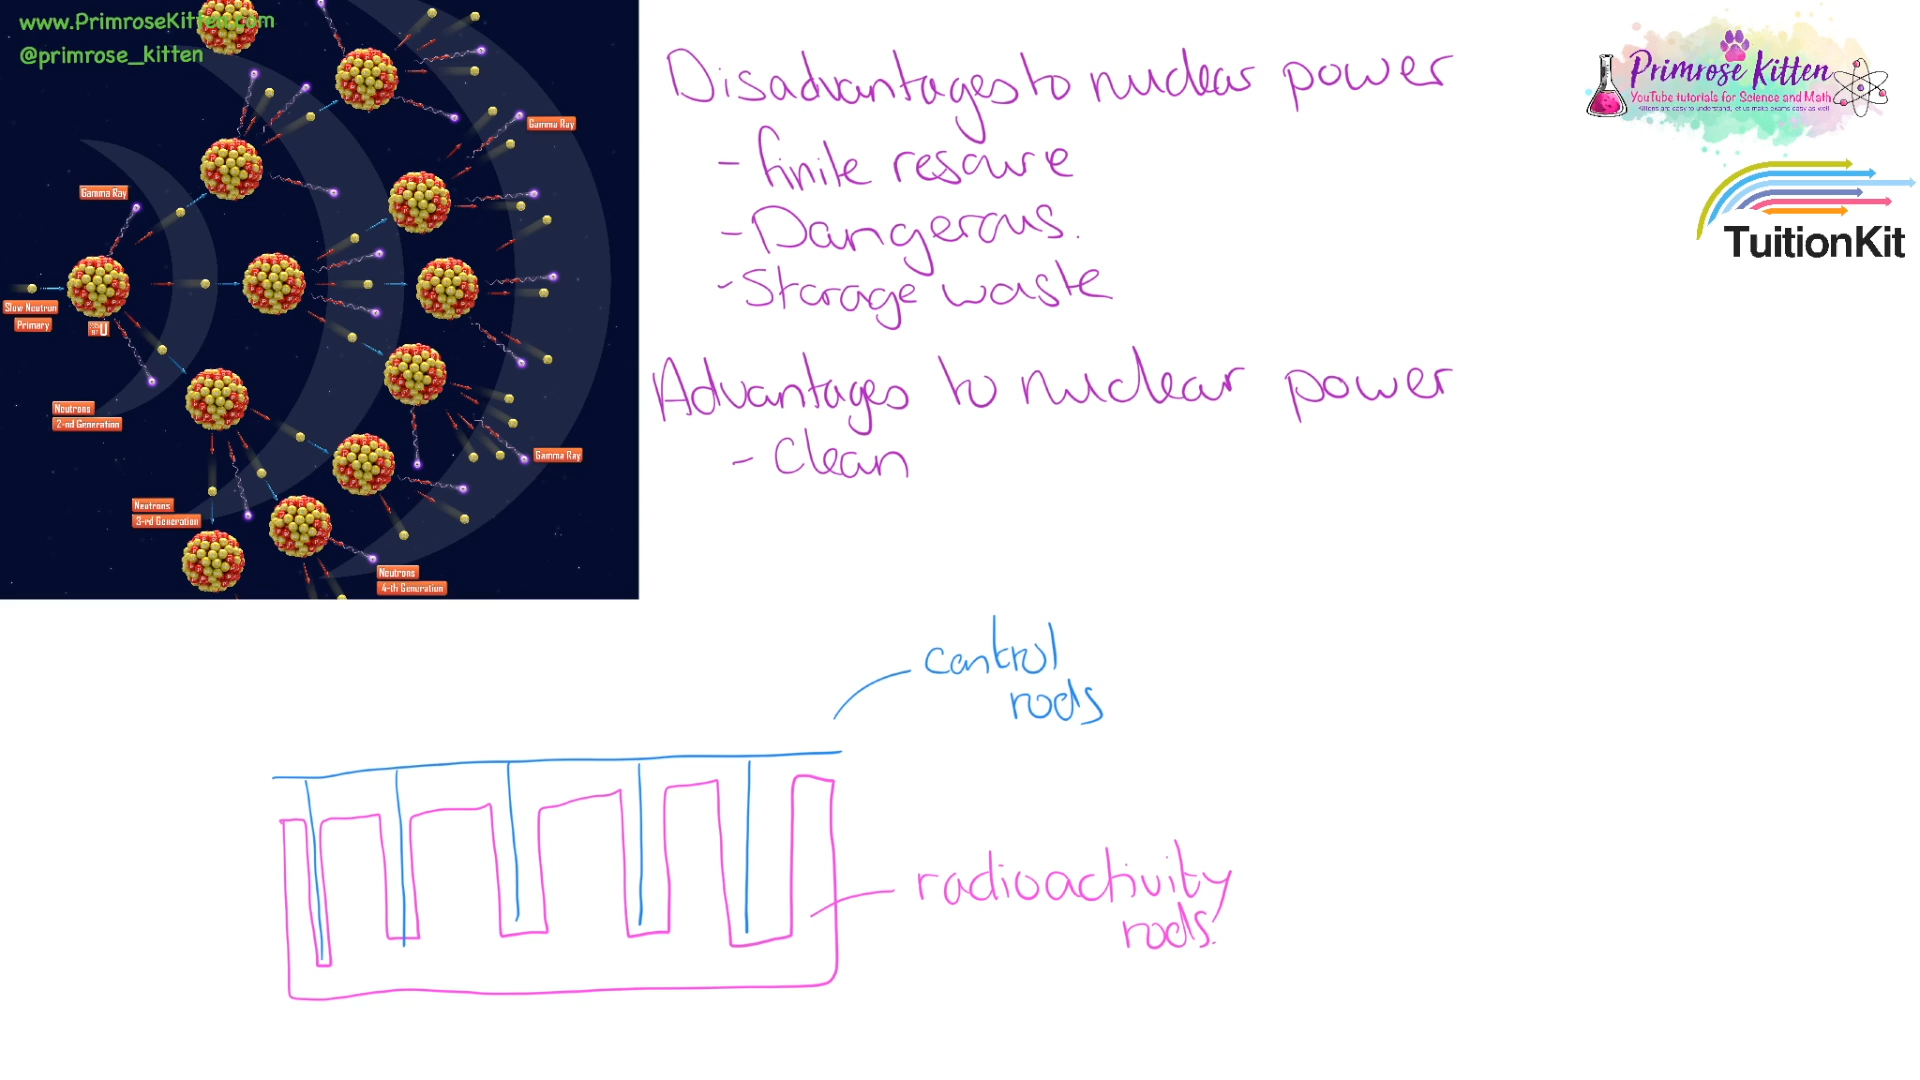 www.PrimroseKitten.com
@primrose_kitten
Gamma Ray
Gamma Ray
Slow Neutron
Primary
U
Neutrons
2-nd Generation
Neutrons
3-rd Generation
Gamma Ray
Neutrons
4-th Generation
Disadvantages to nuclear power
- finite resource
- Dangerous.
- Storage waste
Advantages to nuclear power
- Clean
Primrose Kitten
YouTube tutorials for Science and Math
TuitionKit
control
rods
radioactivity
rods.